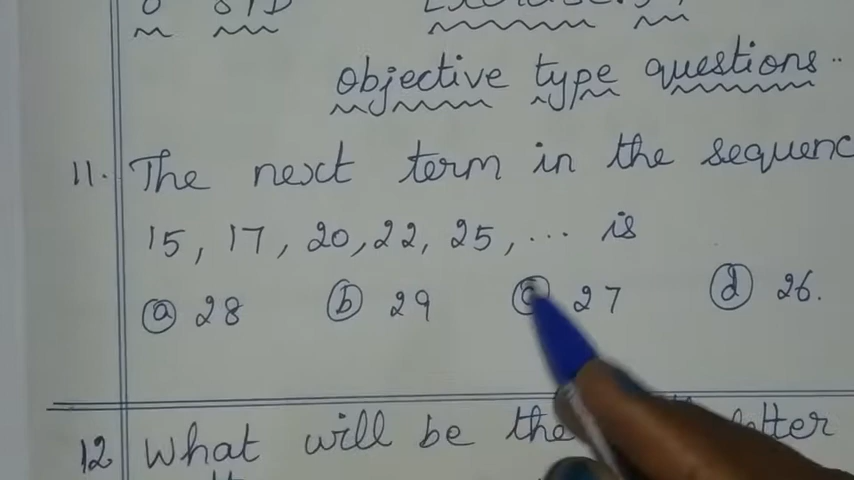 Objective type questions..
11. The next term in the sequenc
15, 17, 20, 22, 25, ... is
(a) 28 (b) 29 (c) 27 (d) 26.
12 What will be the letter